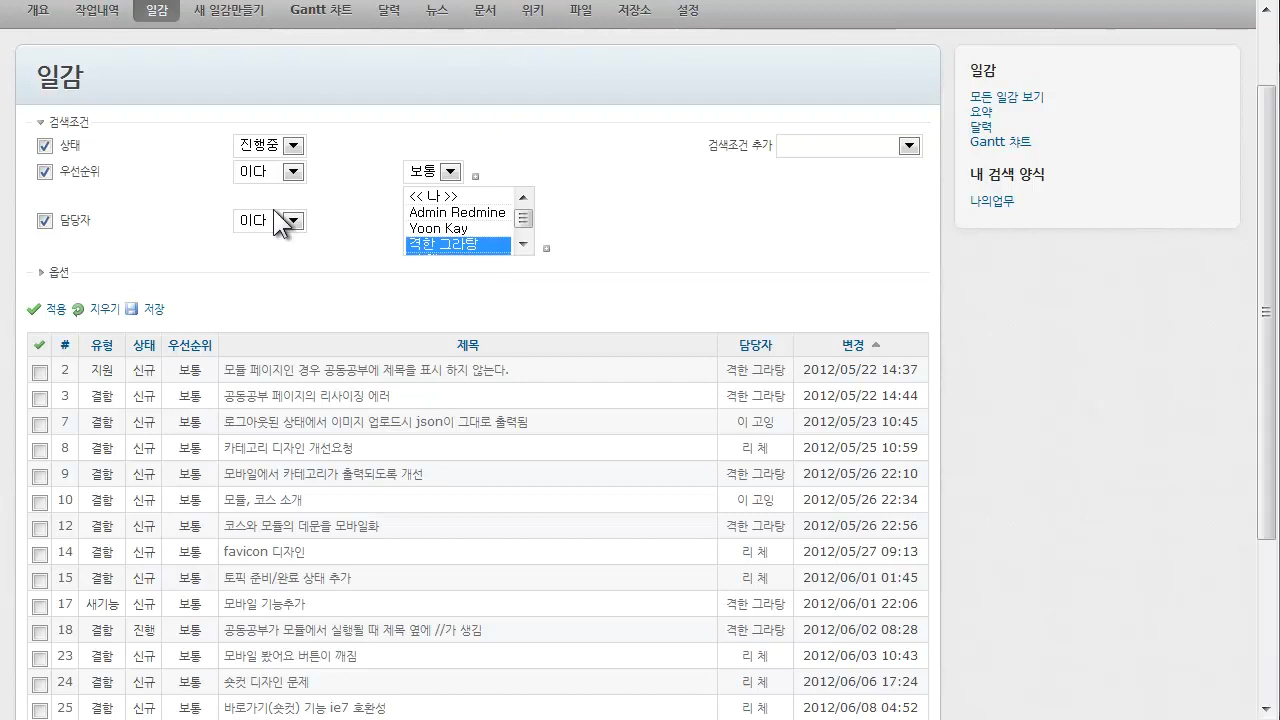 개요 작업내역 일감 새 일감만들기 Gantt 챠트 달력 뉴스 문서 위키 파일 저장소 설정
일감
검색조건
상태 진행중 검색조건 추가
우선순위 이다 보통
담당자 이다
<< 나 >>
Admin Redmine
Yoon Kay
격한 그라탕
옵션
적용 지우기 저장
# 유형 상태 우선순위 제목 담당자 변경
2 지원 신규 보통 모듈 페이지인 경우 공동공부에 제목을 표시 하지 않는다. 격한 그라탕 2012/05/22 14:37
3 결함 신규 보통 공동공부 페이지의 리사이징 에러 격한 그라탕 2012/05/22 14:44
7 결함 신규 보통 로그아웃된 상태에서 이미지 업로드시 json이 그대로 출력됨 이 고잉 2012/05/23 10:45
8 결함 신규 보통 카테고리 디자인 개선요청 리 체 2012/05/25 10:59
9 결함 신규 보통 모바일에서 카테고리가 출력되도록 개선 격한 그라탕 2012/05/26 22:10
10 결함 신규 보통 모듈, 코스 소개 이 고잉 2012/05/26 22:34
12 결함 신규 보통 코스와 모듈의 대문을 모바일화 격한 그라탕 2012/05/26 22:56
14 결함 신규 보통 favicon 디자인 리 체 2012/05/27 09:13
15 결함 신규 보통 토픽 준비/완료 상태 추가 리 체 2012/06/01 01:45
17 새기능 신규 보통 모바일 기능추가 격한 그라탕 2012/06/01 22:06
18 결함 진행 보통 공동공부가 모듈에서 실행될 때 제목 옆에 //가 생김 격한 그라탕 2012/06/02 08:28
23 결함 신규 보통 모바일 봤어요 버튼이 깨짐 리 체 2012/06/03 10:43
24 결함 신규 보통 숏컷 디자인 문제 리 체 2012/06/06 17:24
25 결함 신규 보통 바로가기(숏컷) 기능 ie7 호환성 리 체 2012/06/08 04:52
일감
모든 일감 보기
요약
달력
Gantt 챠트
내 검색 양식
나의업무